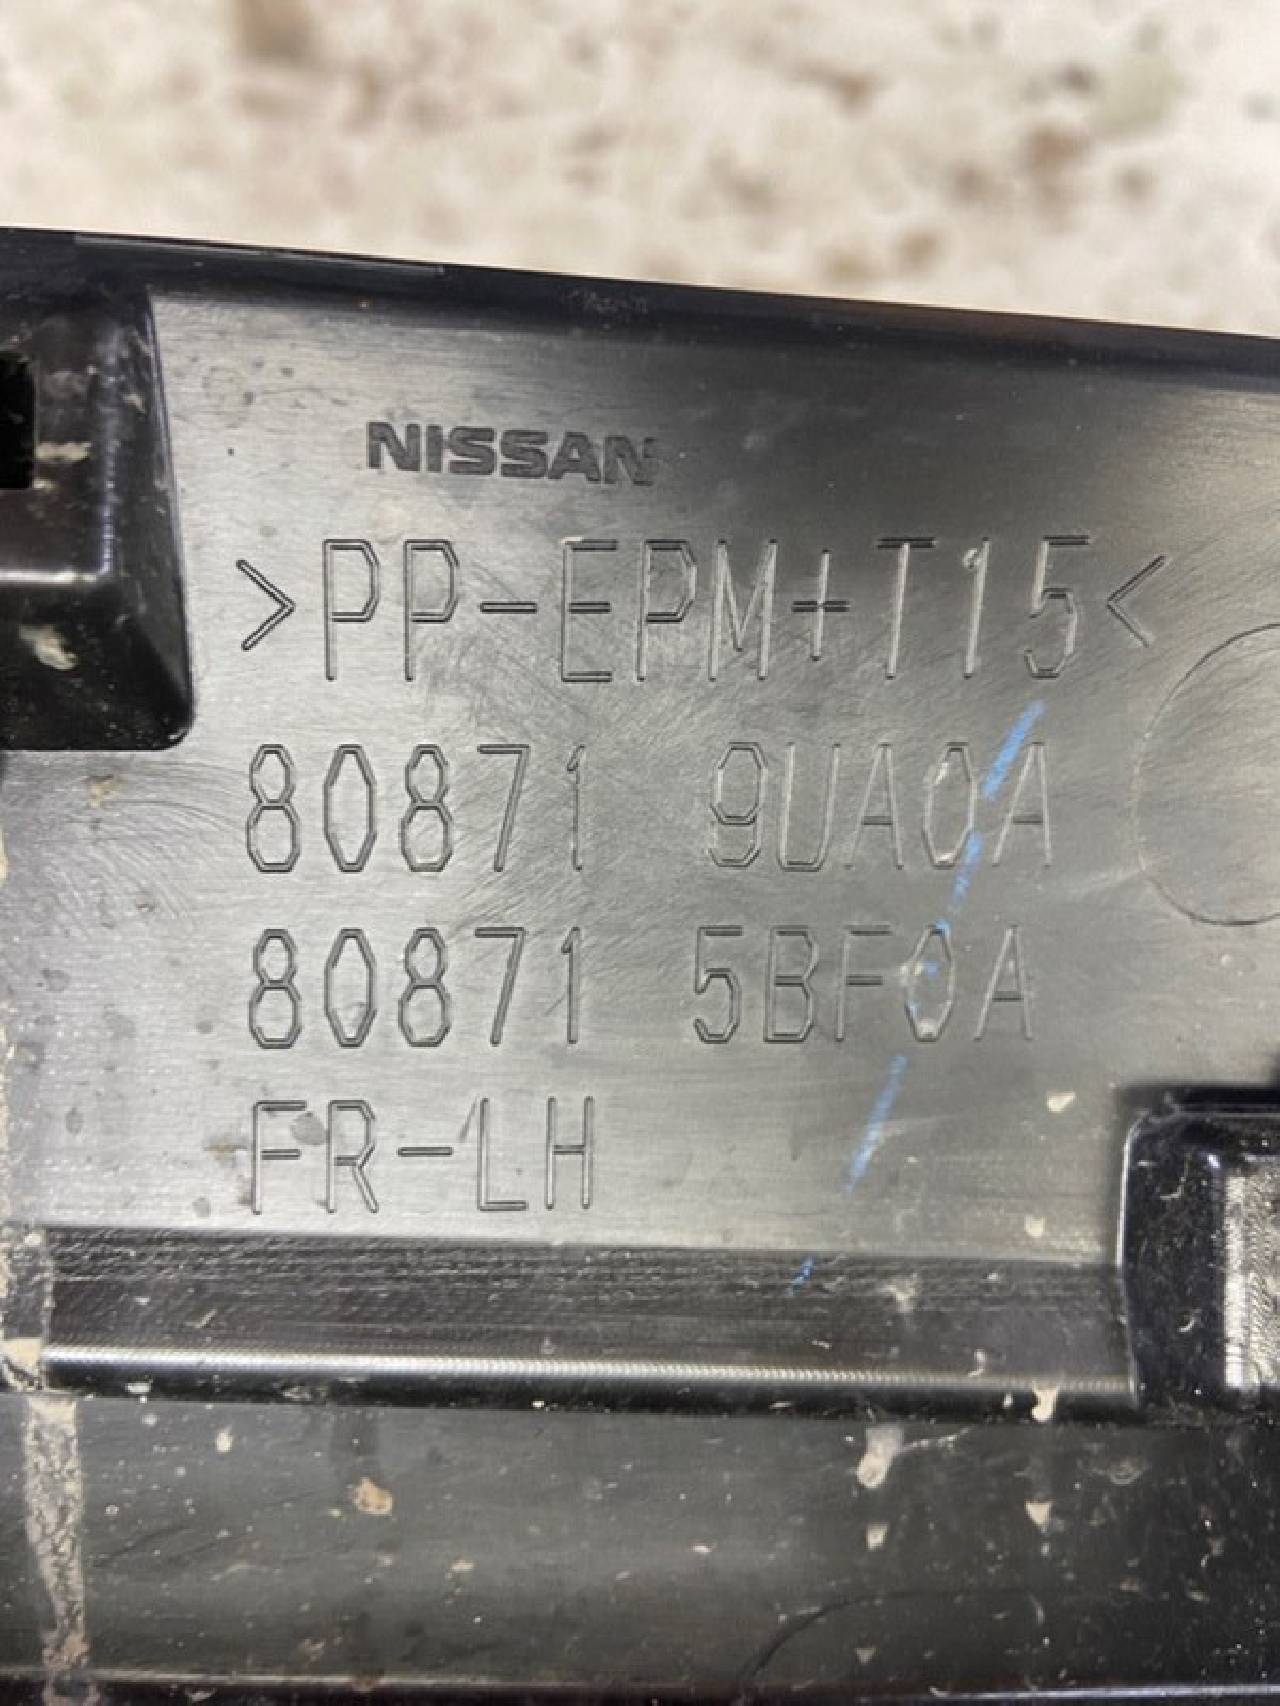 NISSAN
>PP-EPM+T15<
80871 9UA0A
80871 5BF0A
FR-LH